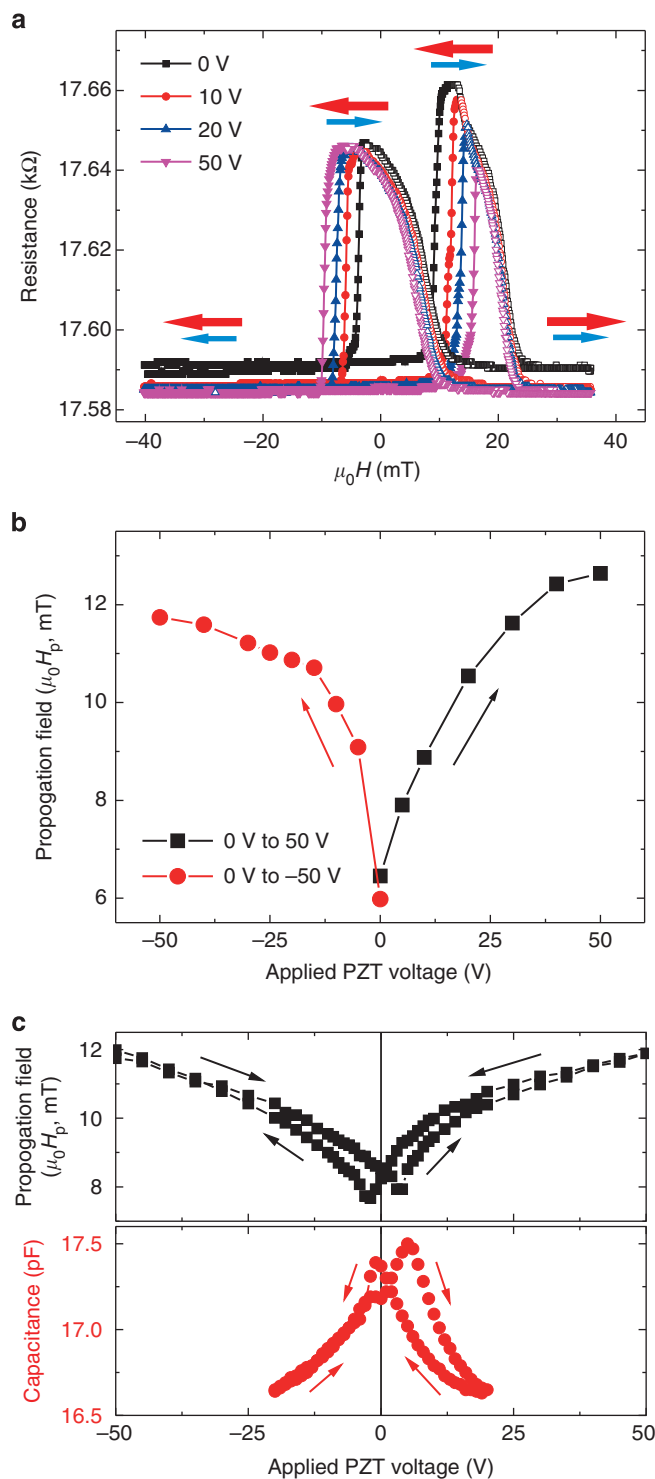 a
0 V
10 V
20 V
50 V
17.66
17.64
17.62
17.60
17.58
Resistance (kΩ)
–40
–20
0
20
40
μ0H (mT)
b
12
10
8
6
Propogation field (μ0Hp, mT)
0 V to 50 V
0 V to –50 V
–50
–25
0
25
50
Applied PZT voltage (V)
c
12
10
8
Propogation field
(μ0Hp, mT)
17.5
17.0
16.5
Capacitance (pF)
–50
–25
0
25
50
Applied PZT voltage (V)